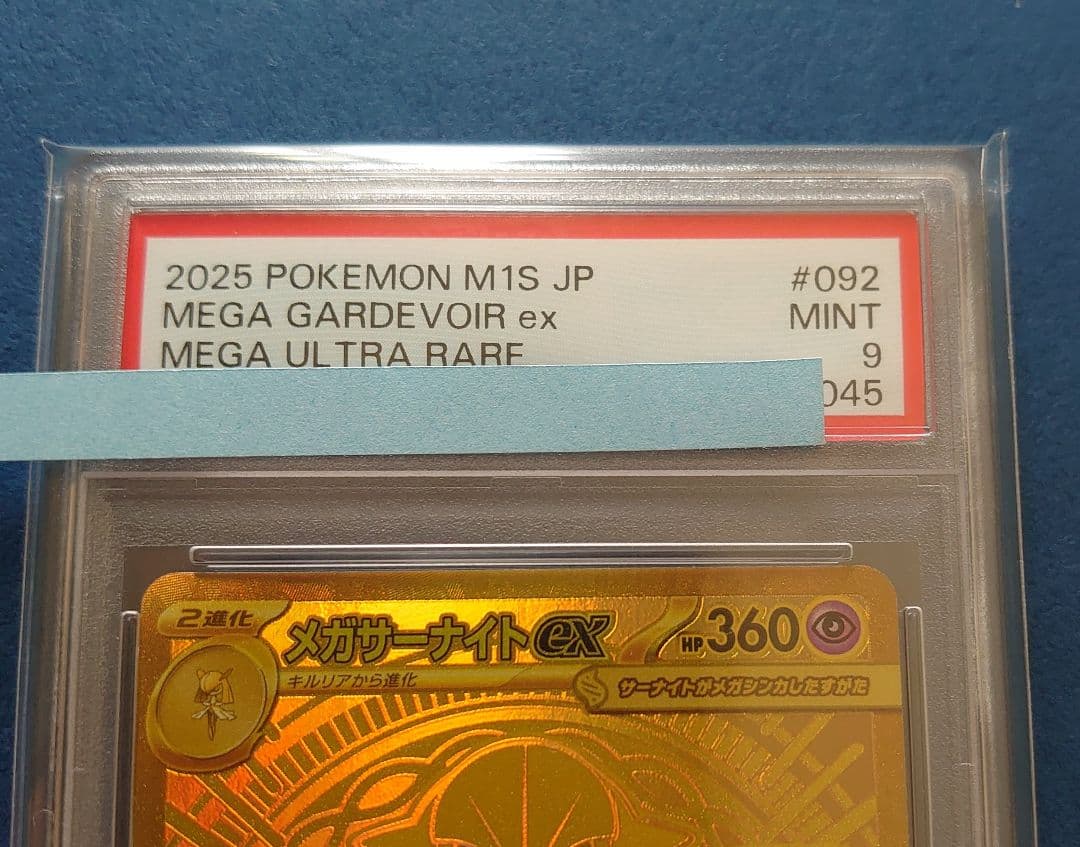 2025 POKEMON M1S JP #092
MEGA GARDEVOIR ex MINT
MEGA ULTRA RARE 9
045
2進化
メガサーナイトex HP360
キルリアから進化
サーナイトがメガシンカしたすがた